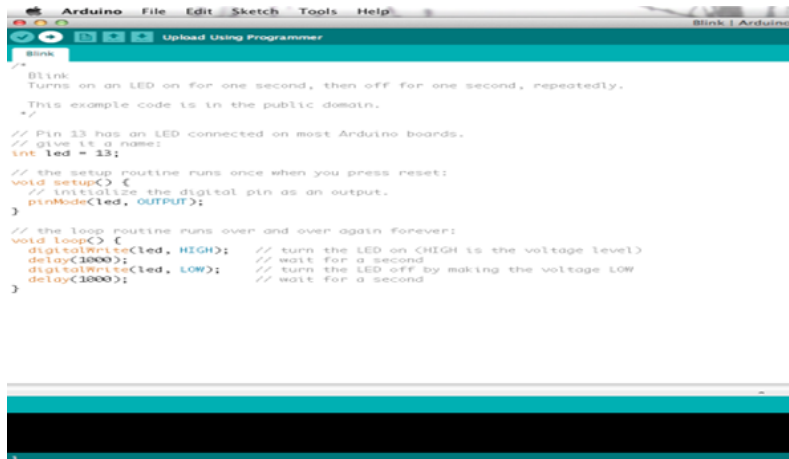 Arduino File Edit Sketch Tools Help
Blink | Arduino
Upload Using Programmer
Blink
/*
  Blink
  Turns on an LED on for one second, then off for one second, repeatedly.

  This example code is in the public domain.
 */

// Pin 13 has an LED connected on most Arduino boards.
// give it a name:
int led = 13;

// the setup routine runs once when you press reset:
void setup() {
  // initialize the digital pin as an output.
  pinMode(led, OUTPUT);
}

// the loop routine runs over and over again forever:
void loop() {
  digitalWrite(led, HIGH);   // turn the LED on (HIGH is the voltage level)
  delay(1000);               // wait for a second
  digitalWrite(led, LOW);    // turn the LED off by making the voltage LOW
  delay(1000);               // wait for a second
}